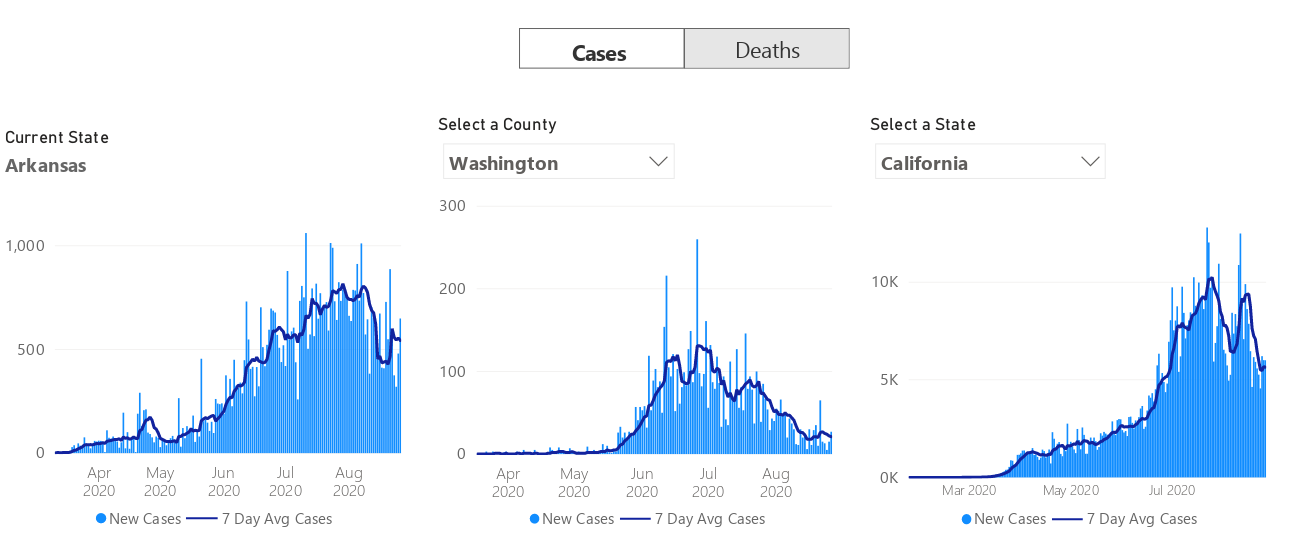 Cases Deaths
Current State
Arkansas
Select a County
Washington
Select a State
California
1,000
500
0
Apr 2020
May 2020
Jun 2020
Jul 2020
Aug 2020
New Cases 7 Day Avg Cases
300
200
100
0
Apr 2020
May 2020
Jun 2020
Jul 2020
Aug 2020
New Cases 7 Day Avg Cases
10K
5K
0K
Mar 2020 May 2020 Jul 2020
New Cases 7 Day Avg Cases